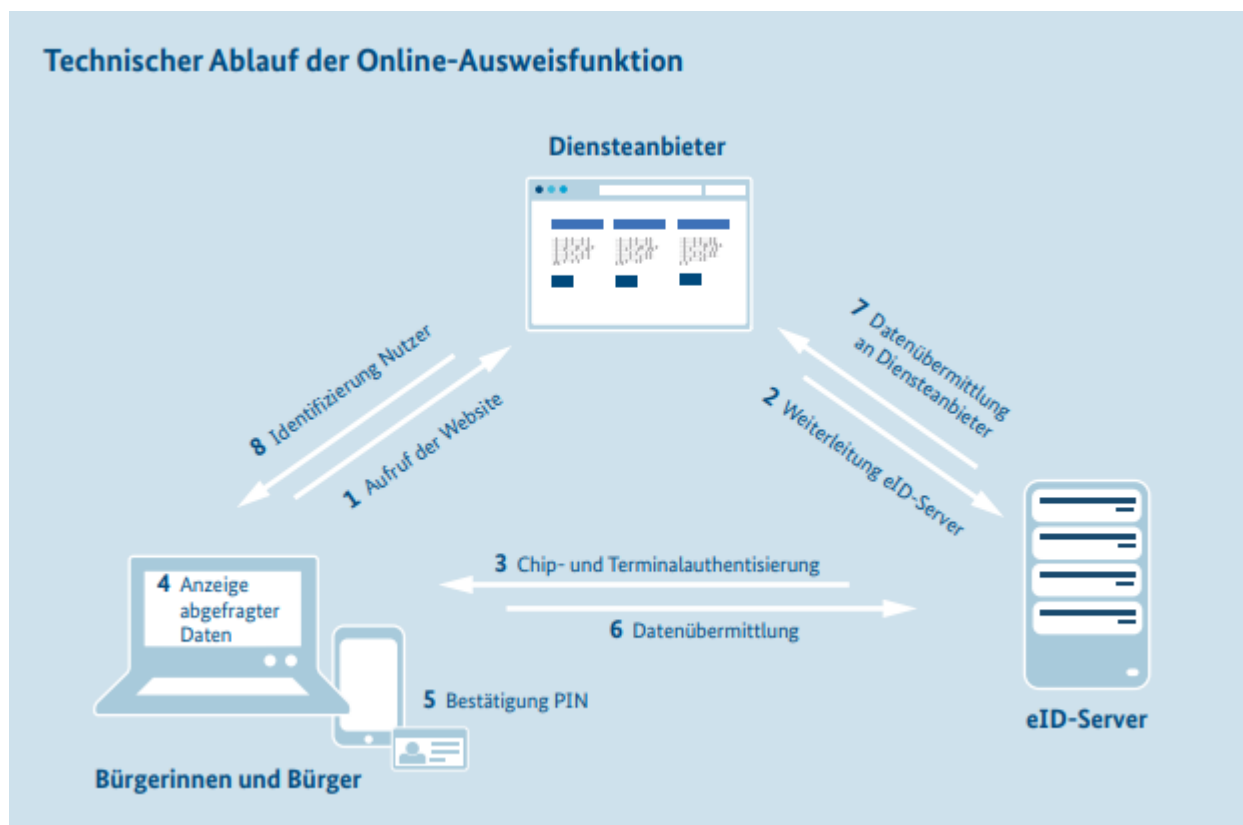 Technischer Ablauf der Online-Ausweisfunktion
Diensteanbieter
8 Identifizierung Nutzer
1 Aufruf der Website
7 Datenübermittlung
an Diensteanbieter
2 Weiterleitung eID-Server
3 Chip- und Terminalauthentisierung
4 Anzeige
abgefragter
Daten
6 Datenübermittlung
5 Bestätigung PIN
eID-Server
Bürgerinnen und Bürger